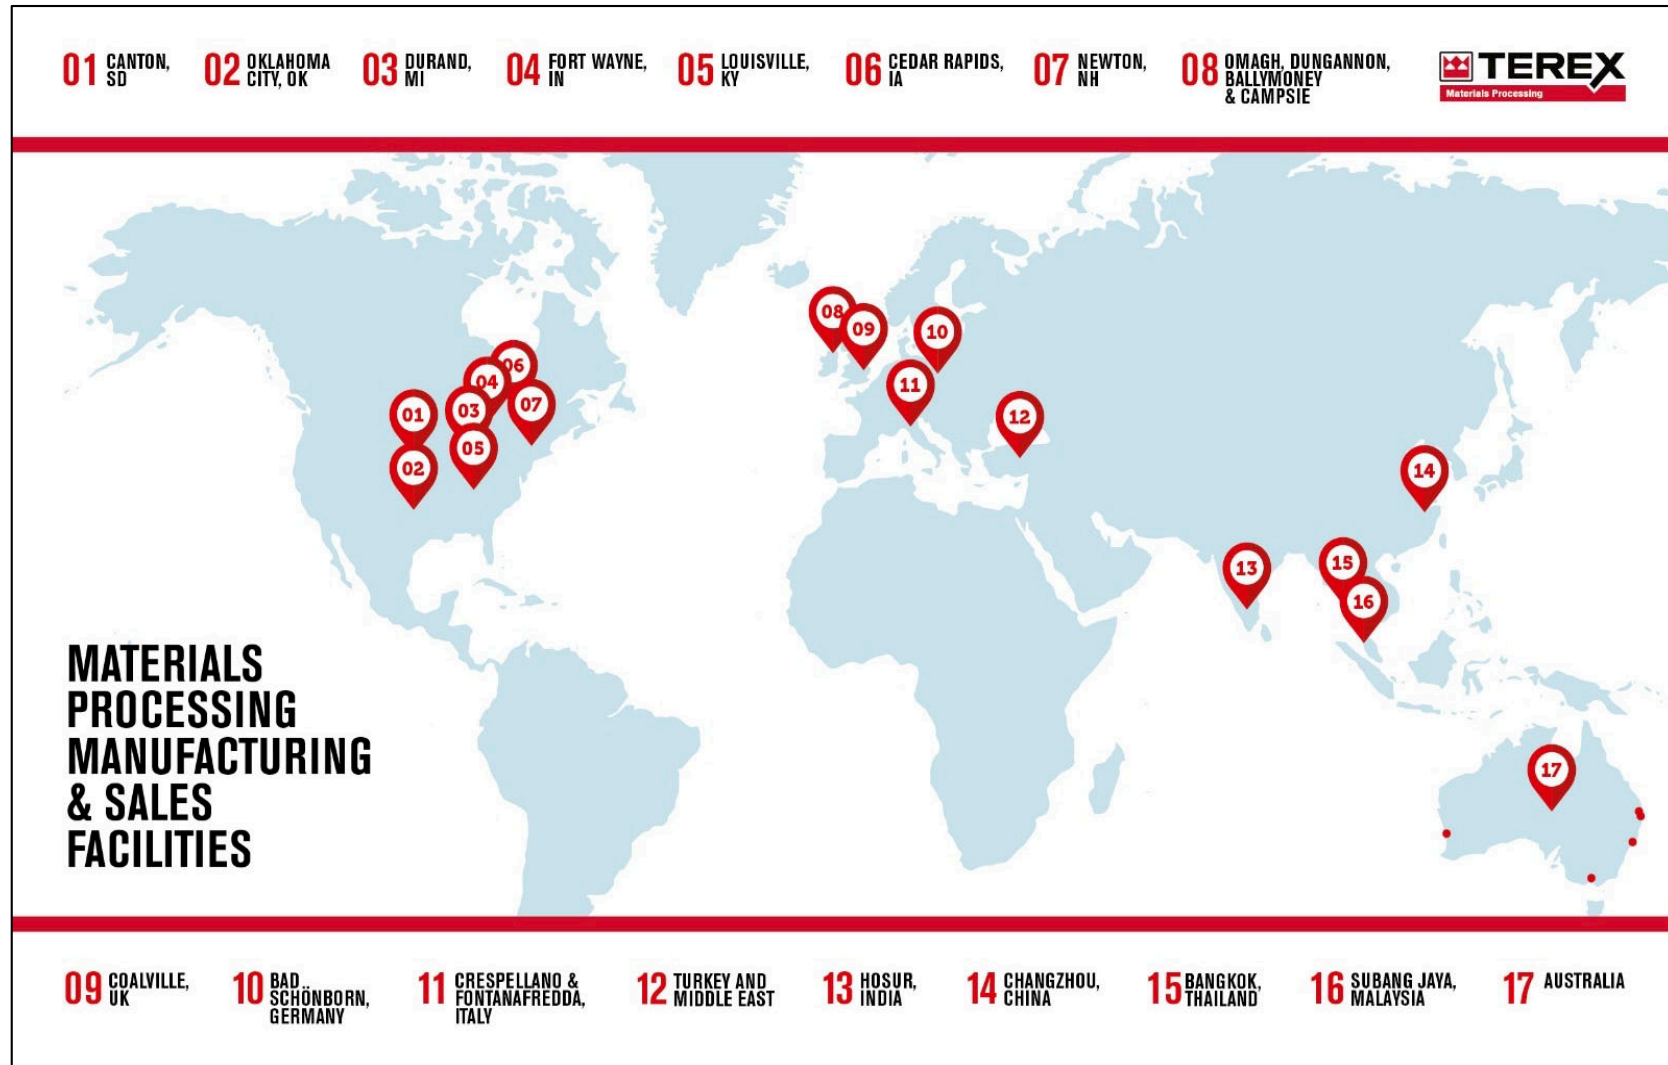 01 CANTON,
SD
02 OKLAHOMA
CITY, OK
03 DURAND,
MI
04 FORT WAYNE,
IN
05 LOUISVILLE,
KY
06 CEDAR RAPIDS,
IA
07 NEWTON,
NH
08 OMAGH, DUNGANNON,
BALLYMONEY
& CAMPSIE
TEREX
Materials Processing
08
09
10
06
04
11
03
07
01
12
05
02
14
15
13
16
MATERIALS
PROCESSING
MANUFACTURING
& SALES
FACILITIES
17
09 COALVILLE,
UK
10 BAD
SCHÖNBORN,
GERMANY
11 CRESPELLANO &
FONTANAFREDDA,
ITALY
12 TURKEY AND
MIDDLE EAST
13 HOSUR,
INDIA
14 CHANGZHOU,
CHINA
15 BANGKOK,
THAILAND
16 SUBANG JAYA,
MALAYSIA
17 AUSTRALIA